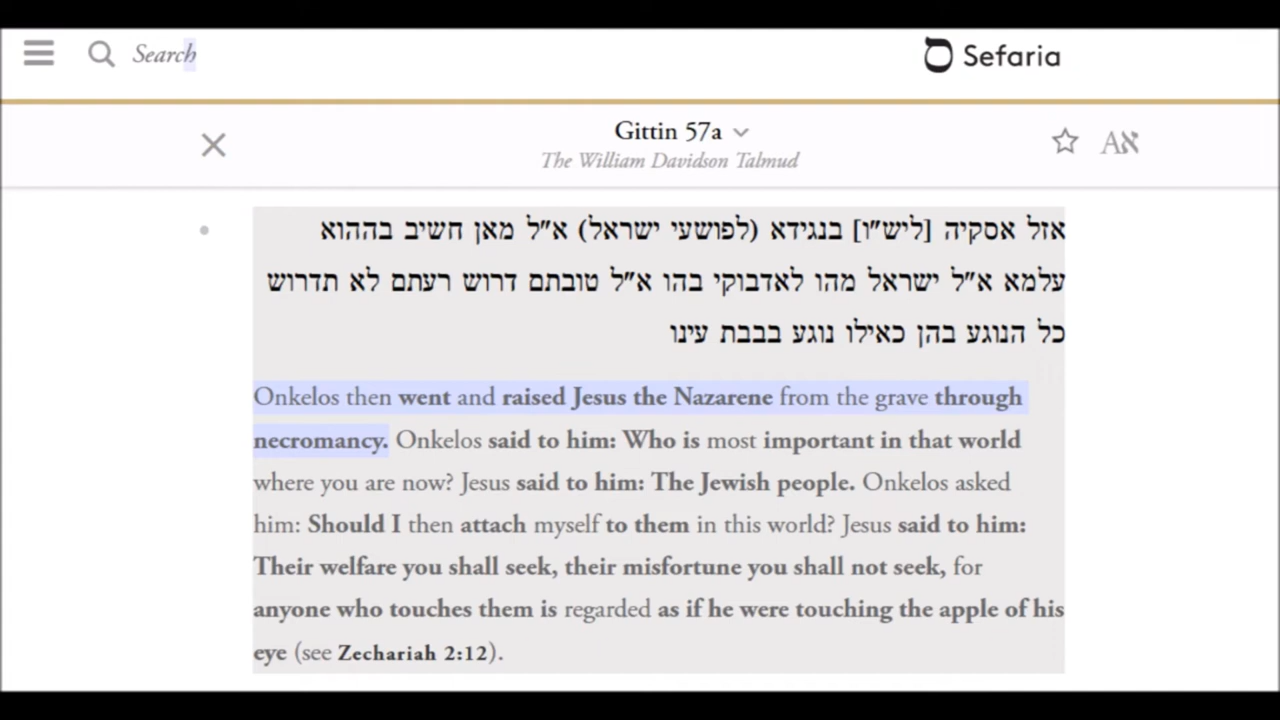 Search
Sefaria
Gittin 57a
The William Davidson Talmud
אזל אסקיה [ליש"ו] בנגידא (לפושעי ישראל) א"ל מאן חשיב בההוא
עלמא א"ל ישראל מהו לאדבוקי בהו א"ל טובתם דרוש רעתם לא תדרוש
כל הנוגע בהן כאילו נוגע בבבת עינו
Onkelos then went and raised Jesus the Nazarene from the grave through
necromancy. Onkelos said to him: Who is most important in that world
where you are now? Jesus said to him: The Jewish people. Onkelos asked
him: Should I then attach myself to them in this world? Jesus said to him:
Their welfare you shall seek, their misfortune you shall not seek, for
anyone who touches them is regarded as if he were touching the apple of his
eye (see Zechariah 2:12).